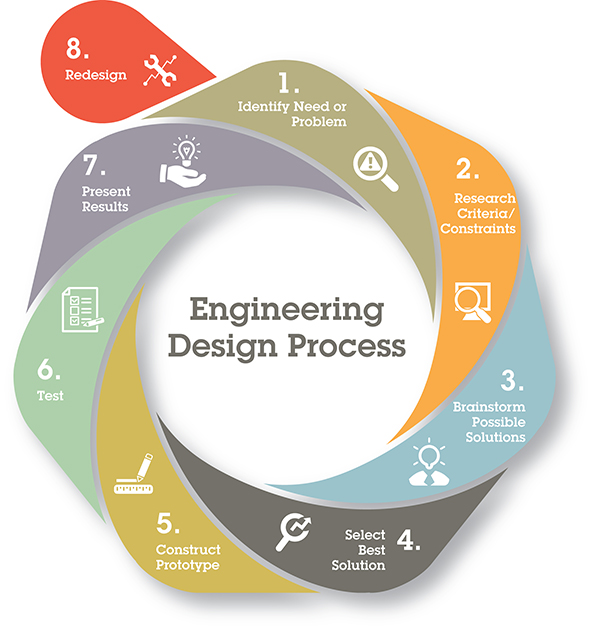 Engineering
Design Process
1.
Identify Need or
Problem
2.
Research
Criteria/
Constraints
3.
Brainstorm
Possible
Solutions
4.
Select
Best
Solution
5.
Construct
Prototype
6.
Test
7.
Present
Results
8.
Redesign